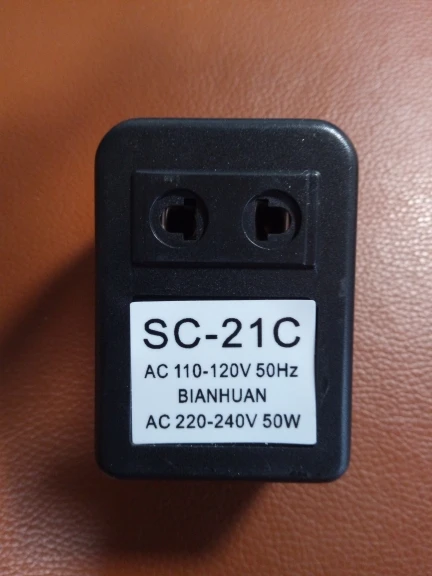 SC-21C
AC 110-120V 50Hz
BIANHUAN
AC 220-240V 50W